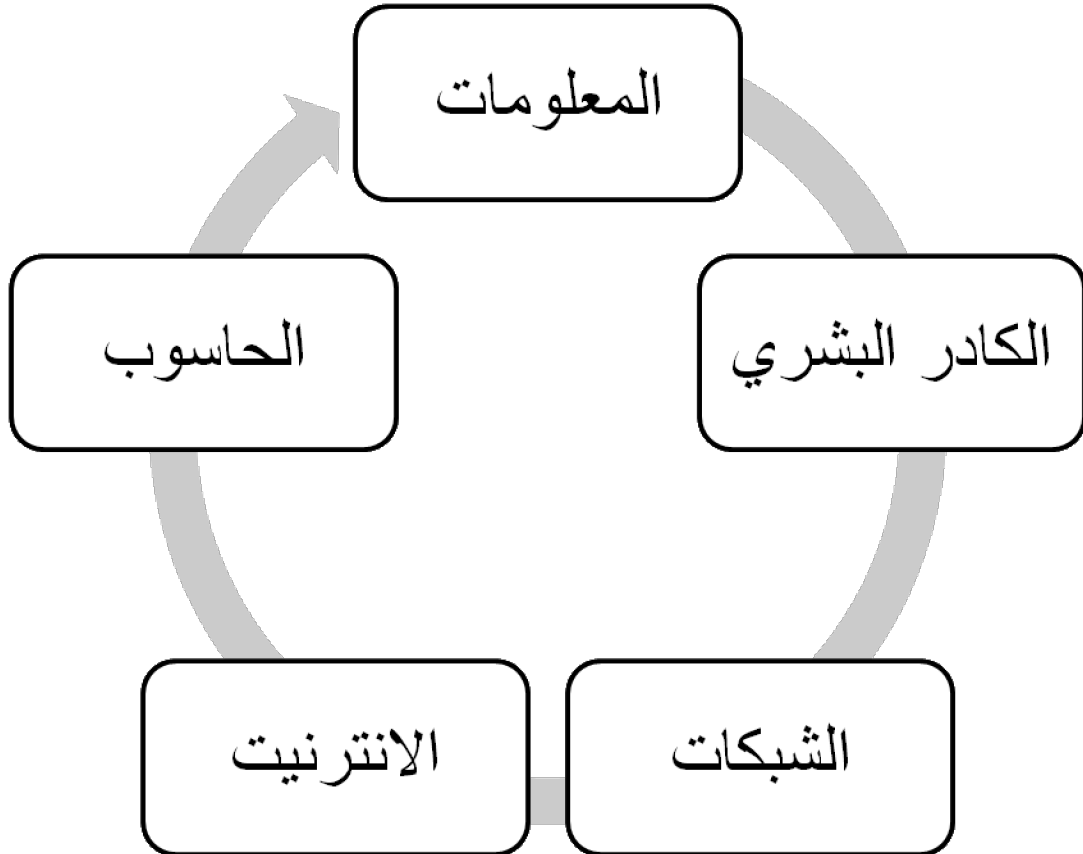 المعلومات
الكادر البشري
الشبكات
الانترنيت
الحاسوب